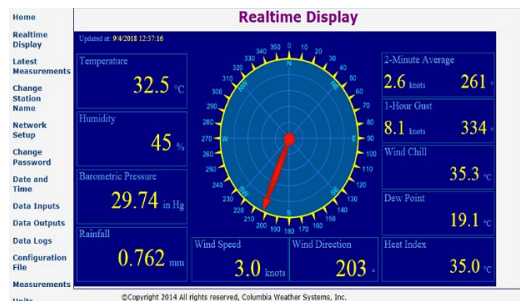 Realtime Display
Home
Realtime
Display
Latest
Measurements
Change
Station
Name
Network
Setup
Change
Password
Date and
Time
Data Inputs
Data Outputs
Data Logs
Configuration
File
Measurements
Units
Updated at: 9/4/2018 12:37:16
Temperature
32.5 °C
Humidity
45 %
Barometric Pressure
29.74 in Hg
Rainfall
0.762 mm
340 350 0 10 20
30
40
50
60
70
80
90
100
110
120
130
140
150
160
170
180
190
200
210
220
230
240
250
260
270
280
290
300
310
320
330
N
E
W
Wind Speed
3.0 knots
Wind Direction
203 °
2-Minute Average
2.6 knots 261 °
1-Hour Gust
8.1 knots 334 °
Wind Chill
35.3 °C
Dew Point
19.1 °C
Heat Index
35.0 °C
©Copyright 2014 All rights reserved, Columbia Weather Systems, Inc.